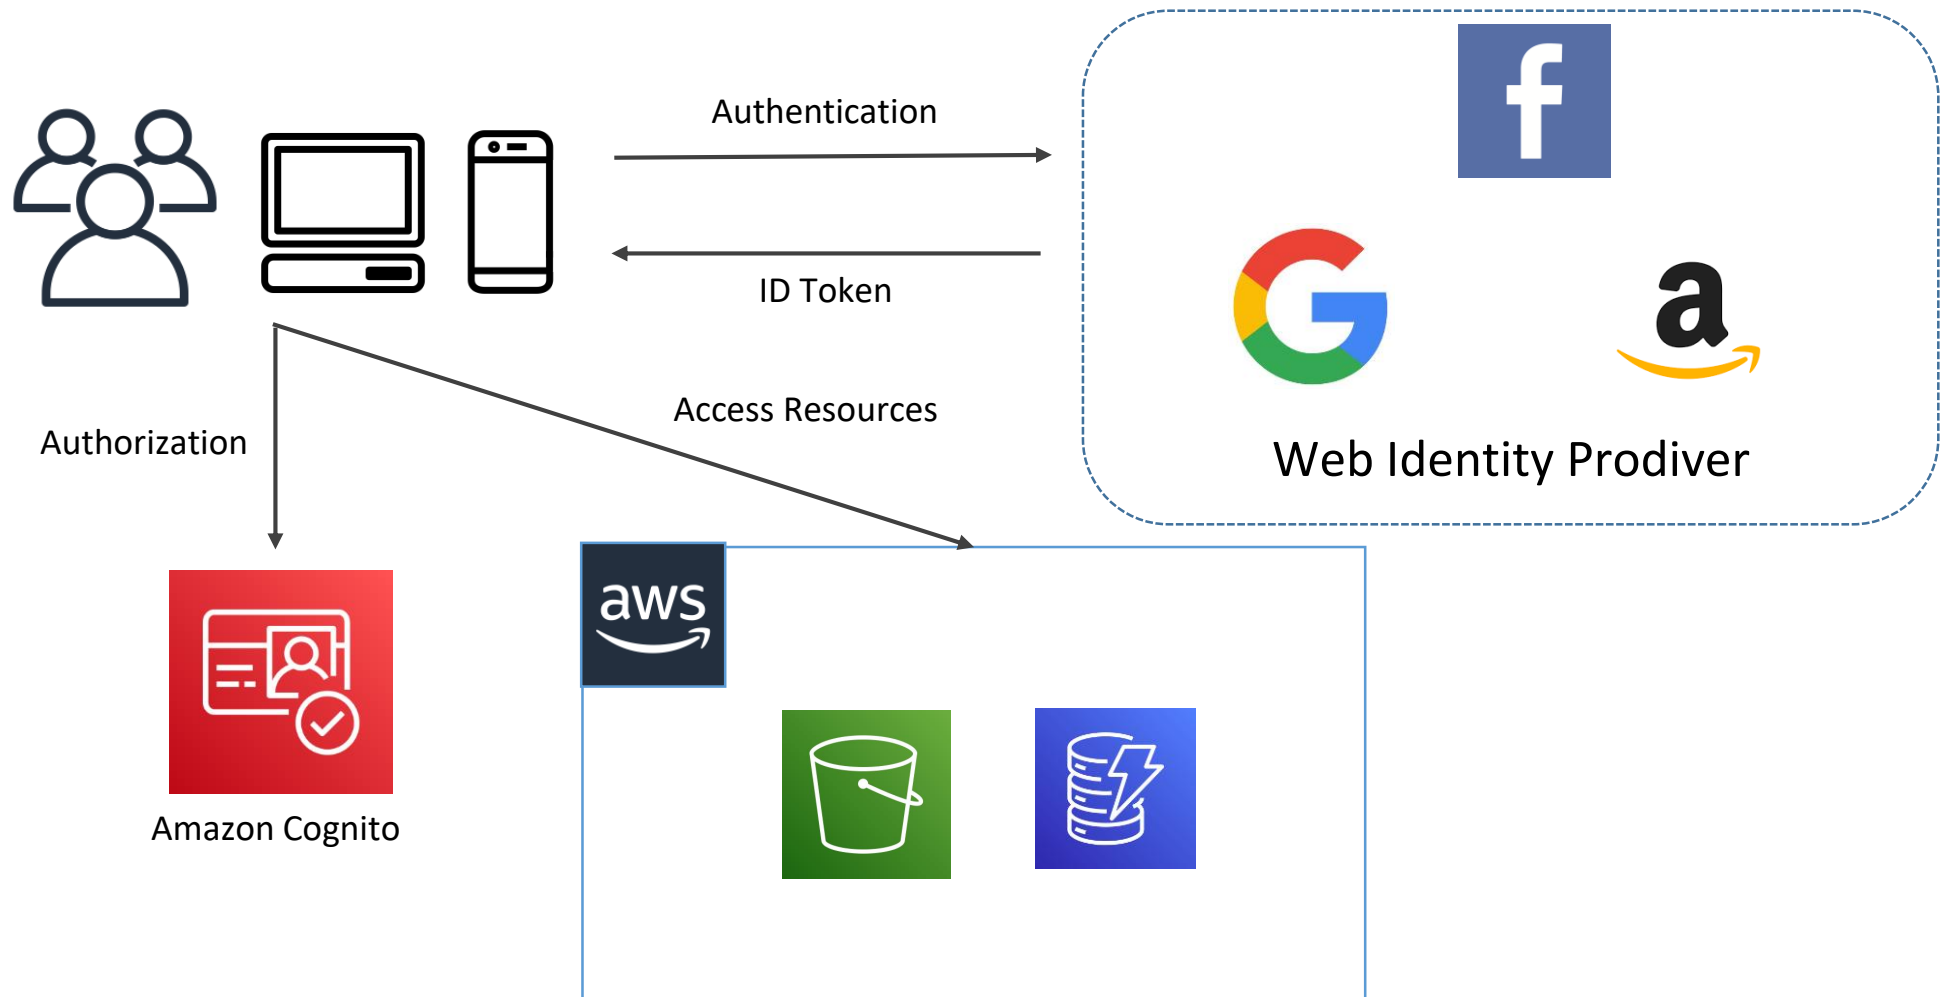 Authentication
ID Token
Access Resources
Authorization
Web Identity Prodiver
aws
Amazon Cognito